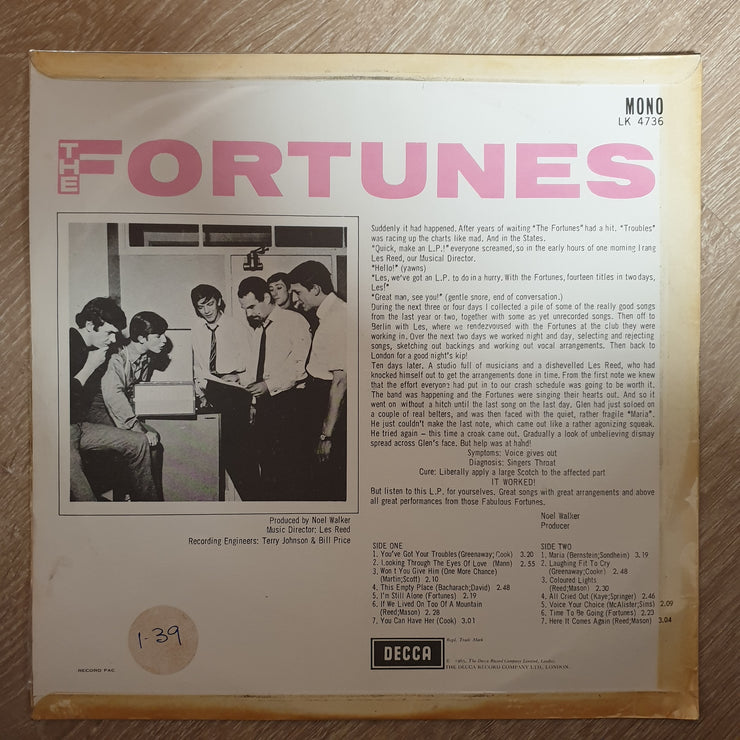 MONO
LK 4736
THE FORTUNES
Suddenly it had happened. After years of waiting "The Fortunes" had a hit. "Troubles"
was racing up the charts like mad. And in the States.
"Quick, make an L.P.!" everyone screamed, so in the early hours of one morning I rang
Les Reed, our Musical Director.
"Hello!" (yawns)
"Les, we've got an L.P. to do in a hurry. With the Fortunes, fourteen titles in two days,
Les!"
"Great man, see you!" (gentle snore, end of conversation.)
During the next three or four days I collected a pile of some of the really good songs
from the last year or two, together with some as yet unrecorded songs. Then off to
Berlin with Les, where we rendezvoused with the Fortunes at the club they were
working in. Over the next two days we worked night and day, selecting and rejecting
songs, sketching out backings and working out vocal arrangements. Then back to
London for a good night's kip!
Ten days later. A studio full of musicians and a dishevelled Les Reed, who had
knocked himself out to get the arrangements done in time. From the first note we knew
that the effort everyone had put in to our crash schedule was going to be worth it.
The band was happening and the Fortunes were singing their hearts out. And so it
went on without a hitch until the last song on the last day. Glen had just soloed on
a couple of real belters, and was then faced with the quiet, rather fragile "Maria".
He just couldn't make the last note, which came out like a rather agonizing squeak.
He tried again – this time a croak came out. Gradually a look of unbelieving dismay
spread across Glen's face. But help was at hand!
Symptoms: Voice gives out
Diagnosis: Singers Throat
Cure: Liberally apply a large Scotch to the affected part
IT WORKED!
But listen to this L.P. for yourselves. Great songs with great arrangements and above
all great performances from those Fabulous Fortunes.
Noel Walker
Producer
Produced by Noel Walker
Music Director: Les Reed
Recording Engineers: Terry Johnson & Bill Price
SIDE ONE
1. You've Got Your Troubles (Greenaway; Cook) 3.20
2. Looking Through The Eyes Of Love (Mann) 2.55
3. Won't You Give Him (One More Chance)
(Martin; Scott) 2.10
4. This Empty Place (Bacharach; David) 2.48
5. I'm Still Alone (Fortunes) 2.19
6. If We Lived On Top Of A Mountain
(Reed; Mason) 2.28
7. You Can Have Her (Cook) 3.01
SIDE TWO
1. Maria (Bernstein; Sondheim) 3.19
2. Laughing Fit To Cry
(Greenaway; Cooke) 2.48
3. Coloured Lights
(Reed; Mason) 2.30
4. All Cried Out (Kaye; Springer) 2.46
5. Voice Your Choice (McAlister; Sims) 2.09
6. Time To Be Going (Fortunes) 2.23
7. Here It Comes Again (Reed; Mason) 3.04
1-39
RECORD PAC
DECCA
Regd. Trade Mark
© 1965, The Decca Record Company Limited, London.
THE DECCA RECORD COMPANY LTD., LONDON.